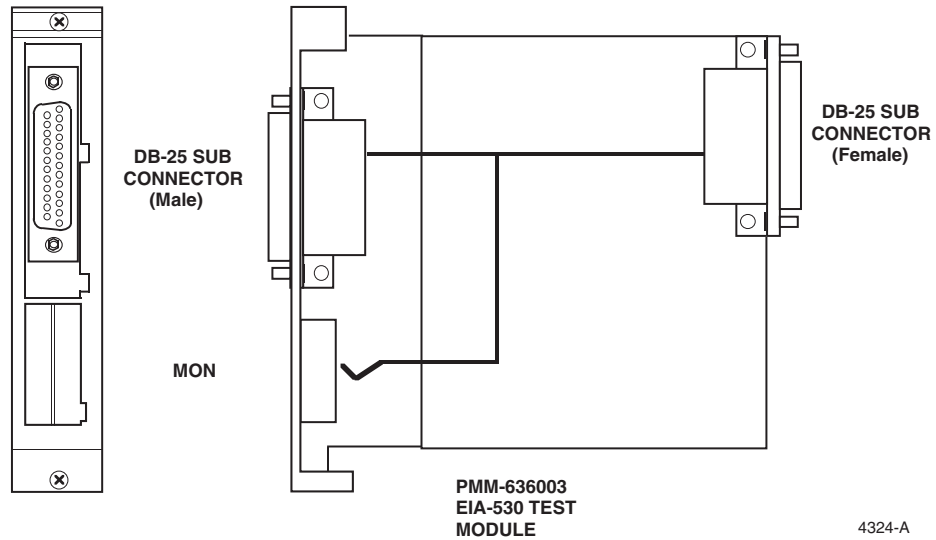 DB-25 SUB
CONNECTOR
(Male)
DB-25 SUB
CONNECTOR
(Female)
MON
PMM-636003
EIA-530 TEST
MODULE
4324-A